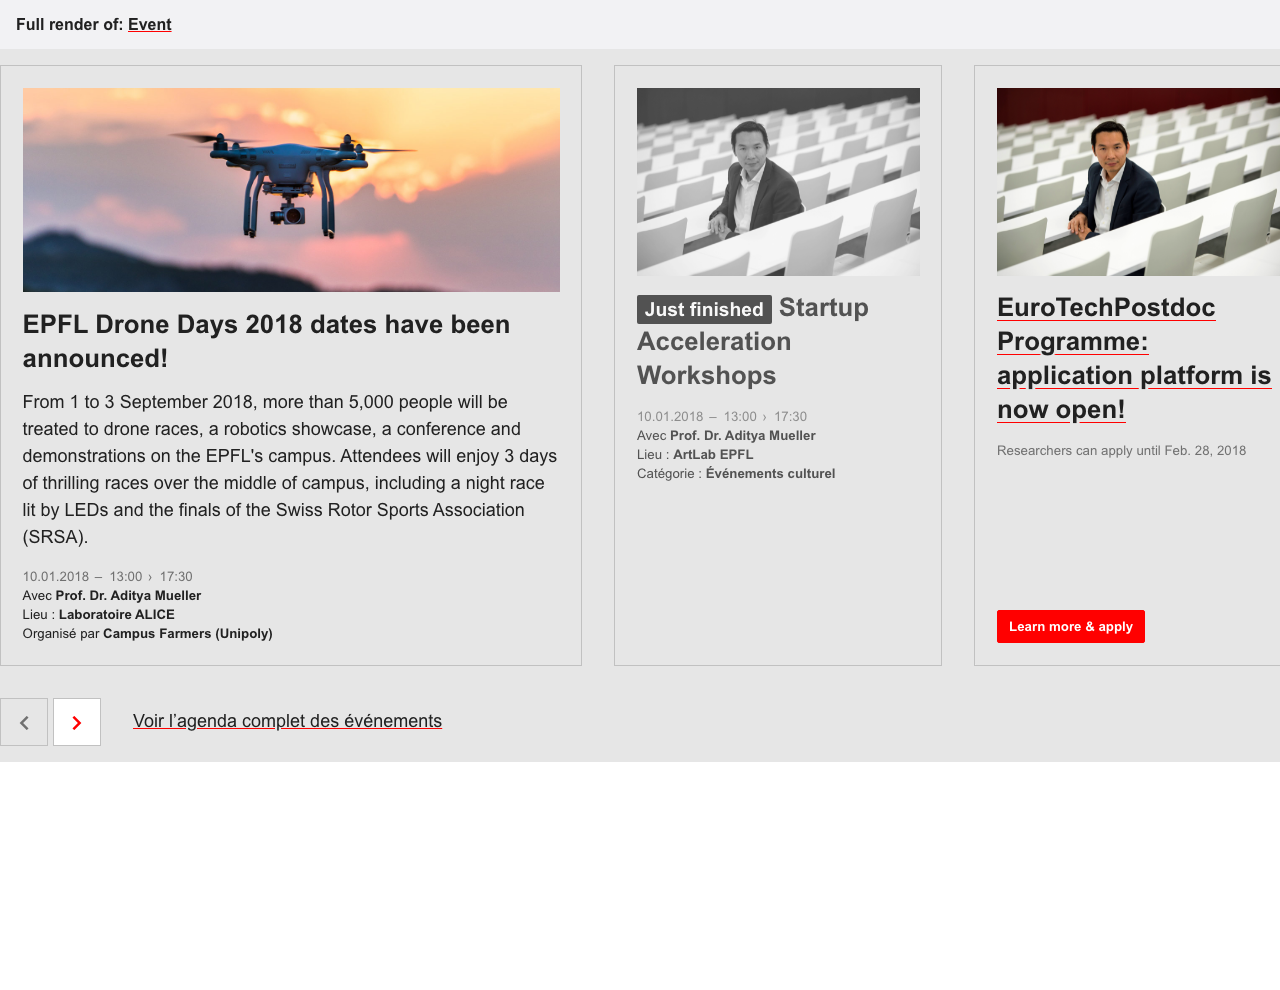 Full render of: Event
EPFL Drone Days 2018 dates have been
announced!
From 1 to 3 September 2018, more than 5,000 people will be
treated to drone races, a robotics showcase, a conference and
demonstrations on the EPFL's campus. Attendees will enjoy 3 days
of thrilling races over the middle of campus, including a night race
lit by LEDs and the finals of the Swiss Rotor Sports Association
(SRSA).
10.01.2018 – 13:00 › 17:30
Avec Prof. Dr. Aditya Mueller
Lieu : Laboratoire ALICE
Organisé par Campus Farmers (Unipoly)
Just finished Startup
Acceleration
Workshops
10.01.2018 – 13:00 › 17:30
Avec Prof. Dr. Aditya Mueller
Lieu : ArtLab EPFL
Catégorie : Événements culturel
EuroTechPostdoc
Programme:
application platform is
now open!
Researchers can apply until Feb. 28, 2018
Learn more & apply
Voir l’agenda complet des événements